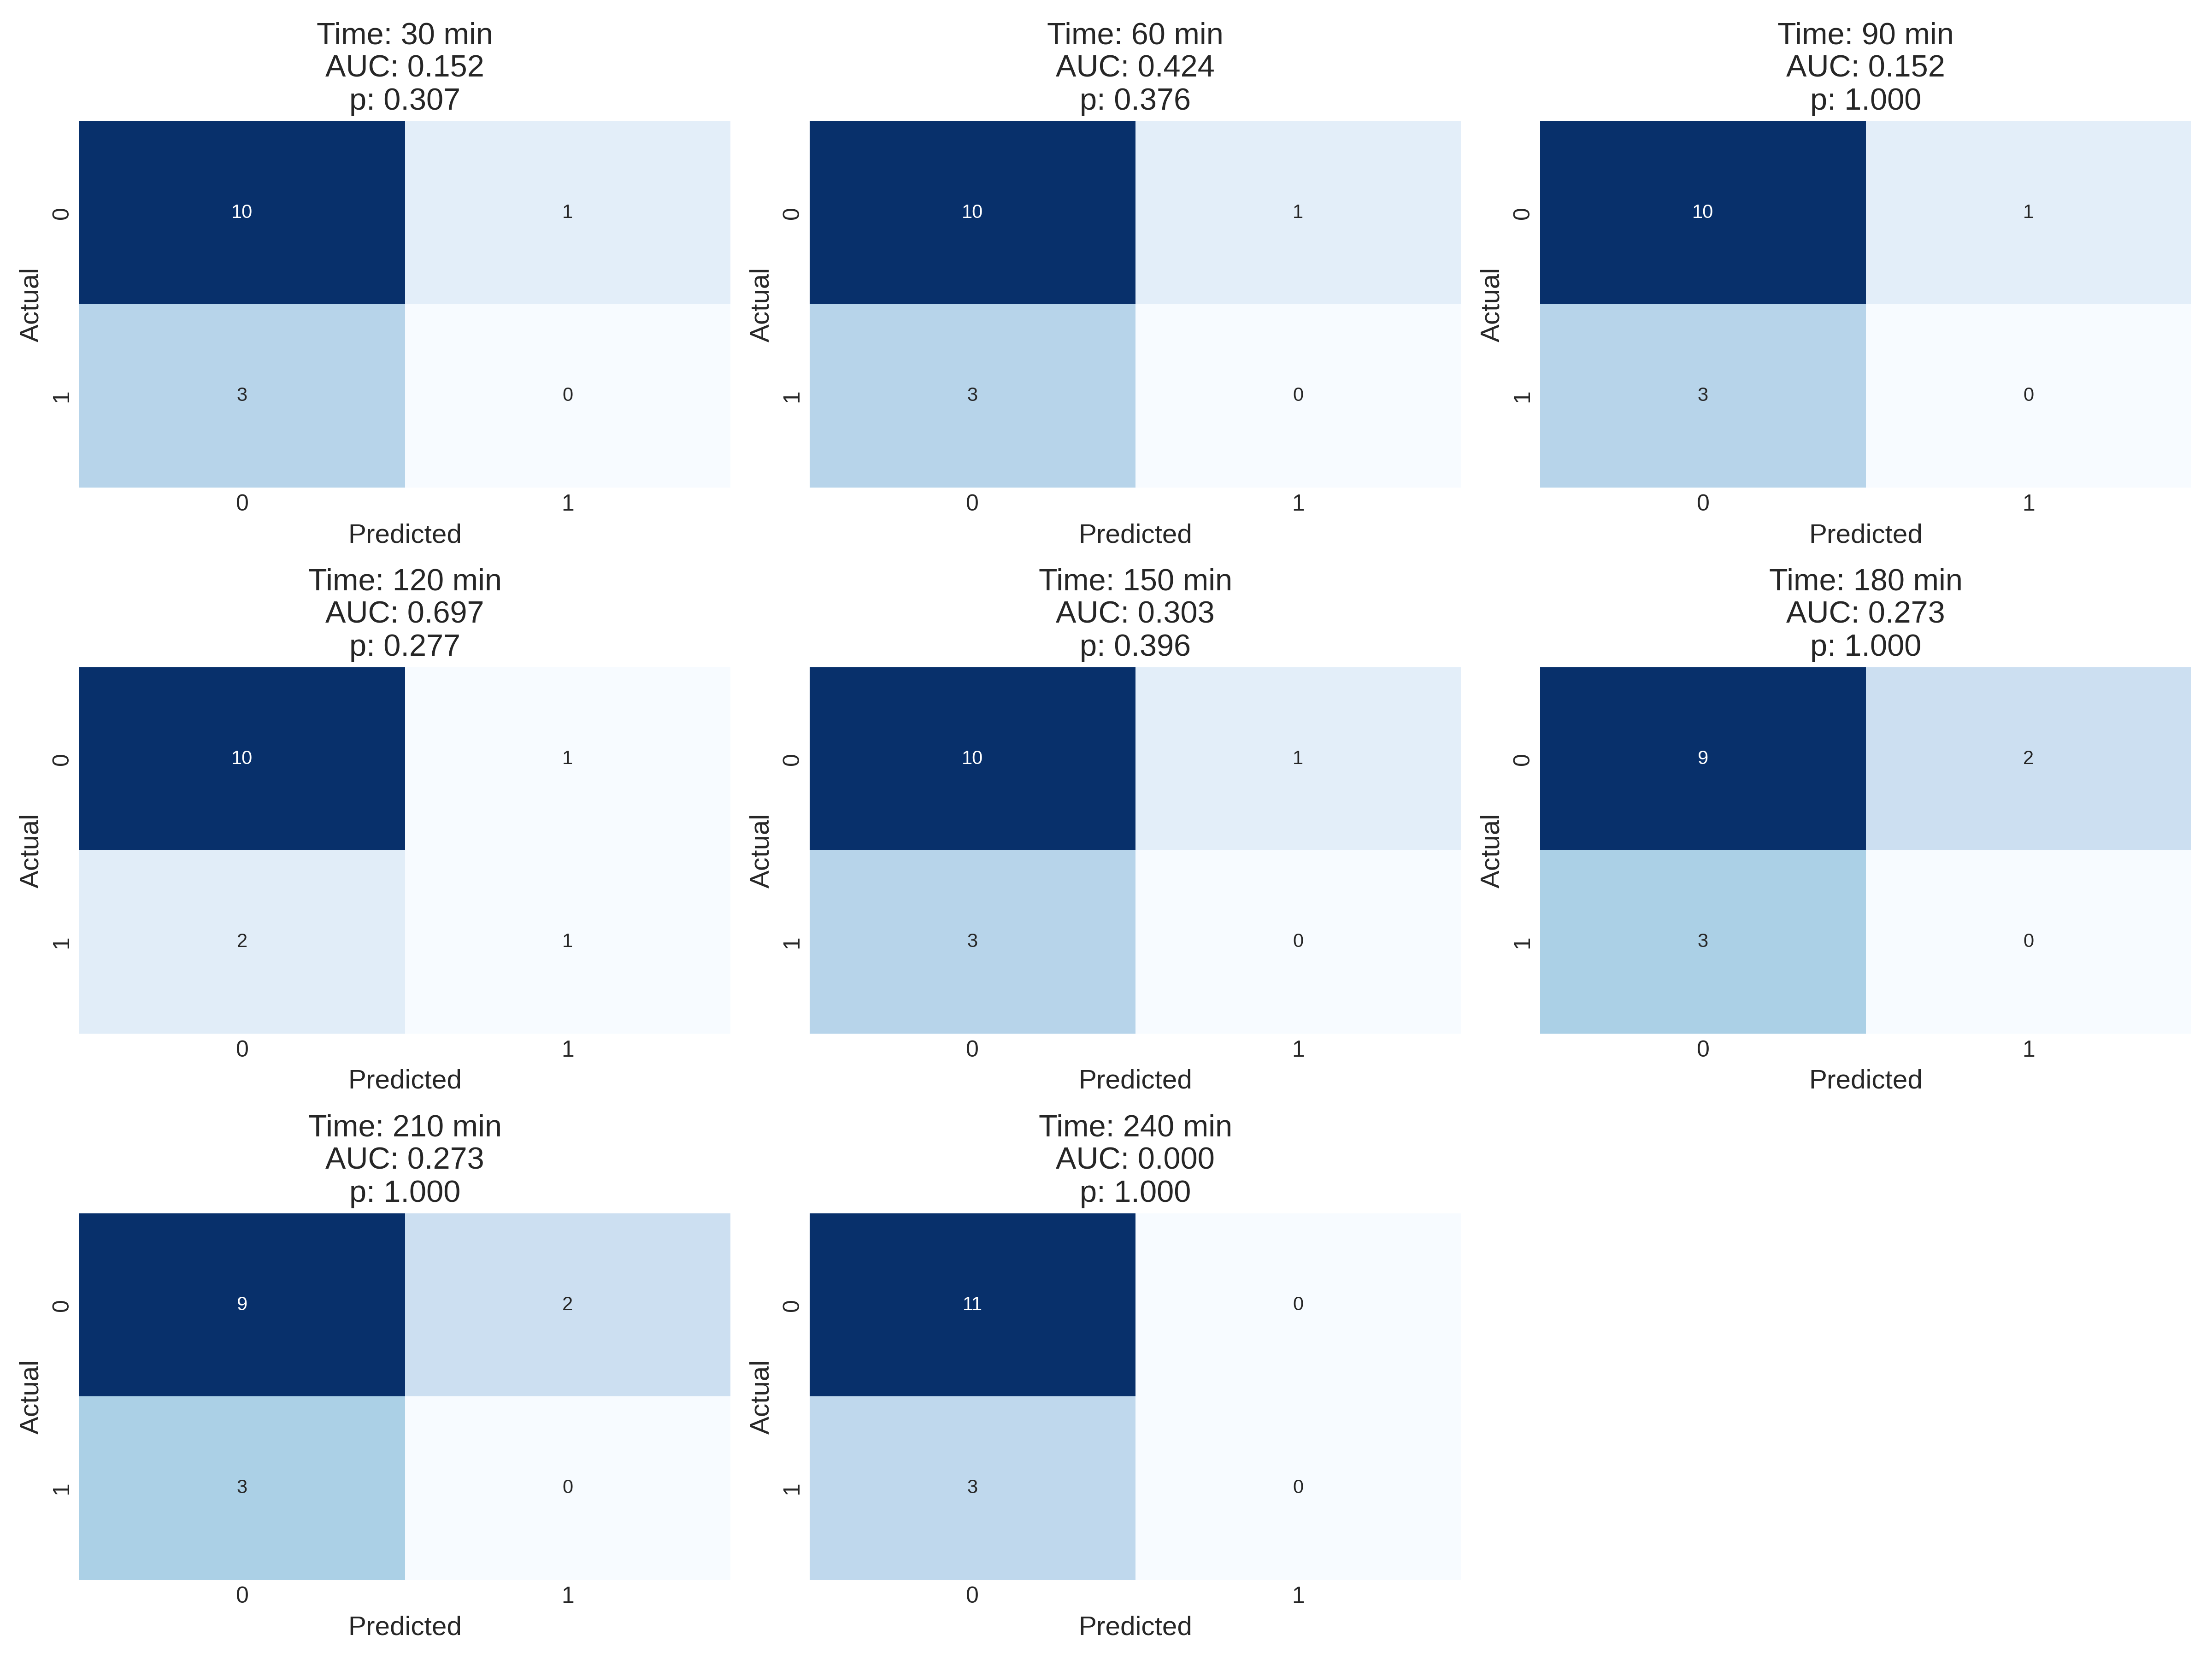 Time: 30 min
AUC: 0.152
p: 0.307
Actual
0
10
1
1
3
0
0
1
Predicted
Time: 60 min
AUC: 0.424
p: 0.376
Actual
0
10
1
1
3
0
0
1
Predicted
Time: 90 min
AUC: 0.152
p: 1.000
Actual
0
10
1
1
3
0
0
1
Predicted
Time: 120 min
AUC: 0.697
p: 0.277
Actual
0
10
1
1
2
1
0
1
Predicted
Time: 150 min
AUC: 0.303
p: 0.396
Actual
0
10
1
1
3
0
0
1
Predicted
Time: 180 min
AUC: 0.273
p: 1.000
Actual
0
9
2
1
3
0
0
1
Predicted
Time: 210 min
AUC: 0.273
p: 1.000
Actual
0
9
2
1
3
0
0
1
Predicted
Time: 240 min
AUC: 0.000
p: 1.000
Actual
0
11
0
1
3
0
0
1
Predicted